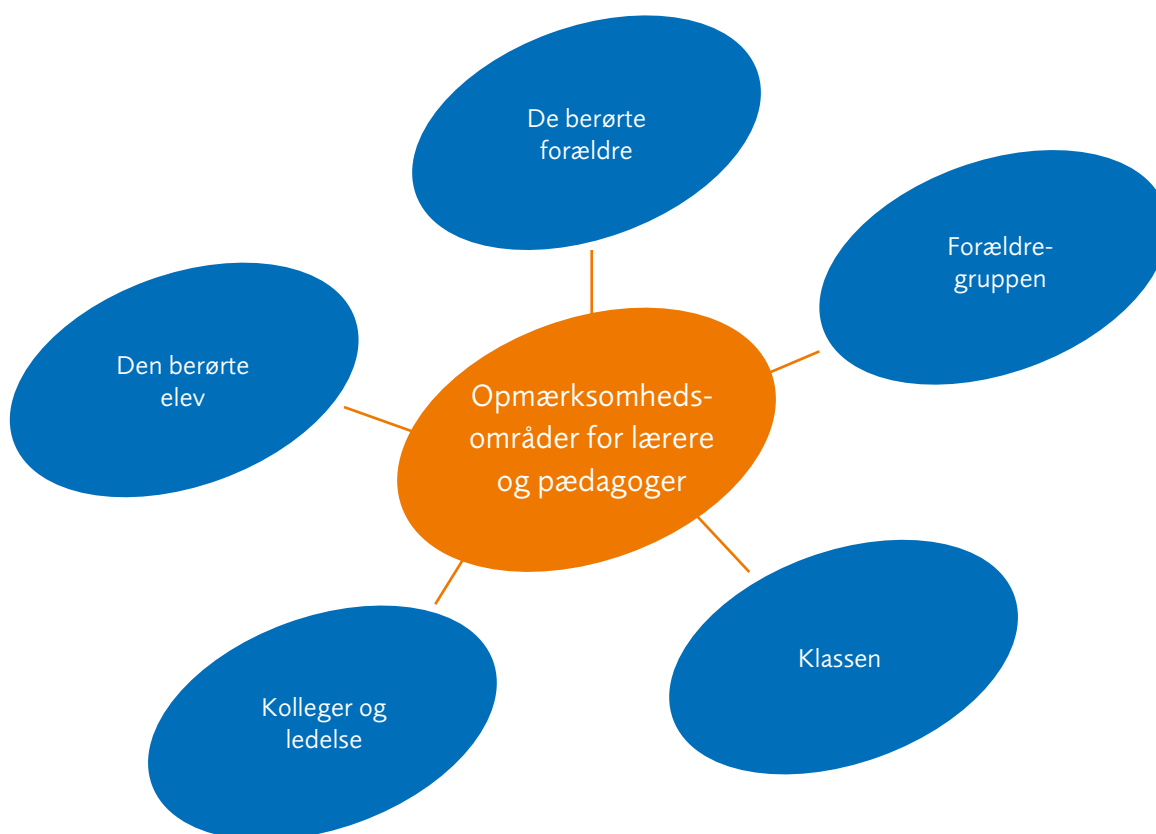 De berørte
forældre
Forældre-
gruppen
Den berørte
elev
Opmærksomheds-
områder for lærere
og pædagoger
Klassen
Kolleger og
ledelse